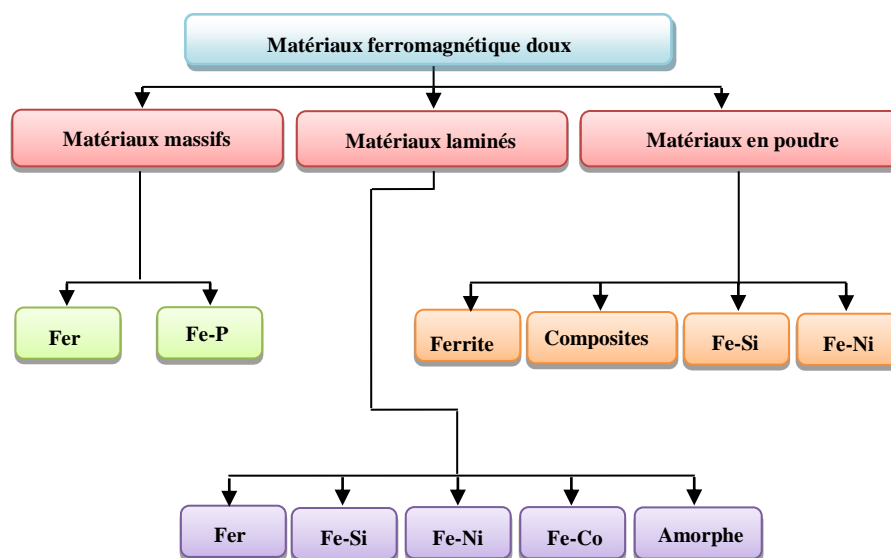 Matériaux ferromagnétique doux
Matériaux massifs
Matériaux laminés
Matériaux en poudre
Fer
Fe-P
Ferrite
Composites
Fe-Si
Fe-Ni
Fer
Fe-Si
Fe-Ni
Fe-Co
Amorphe